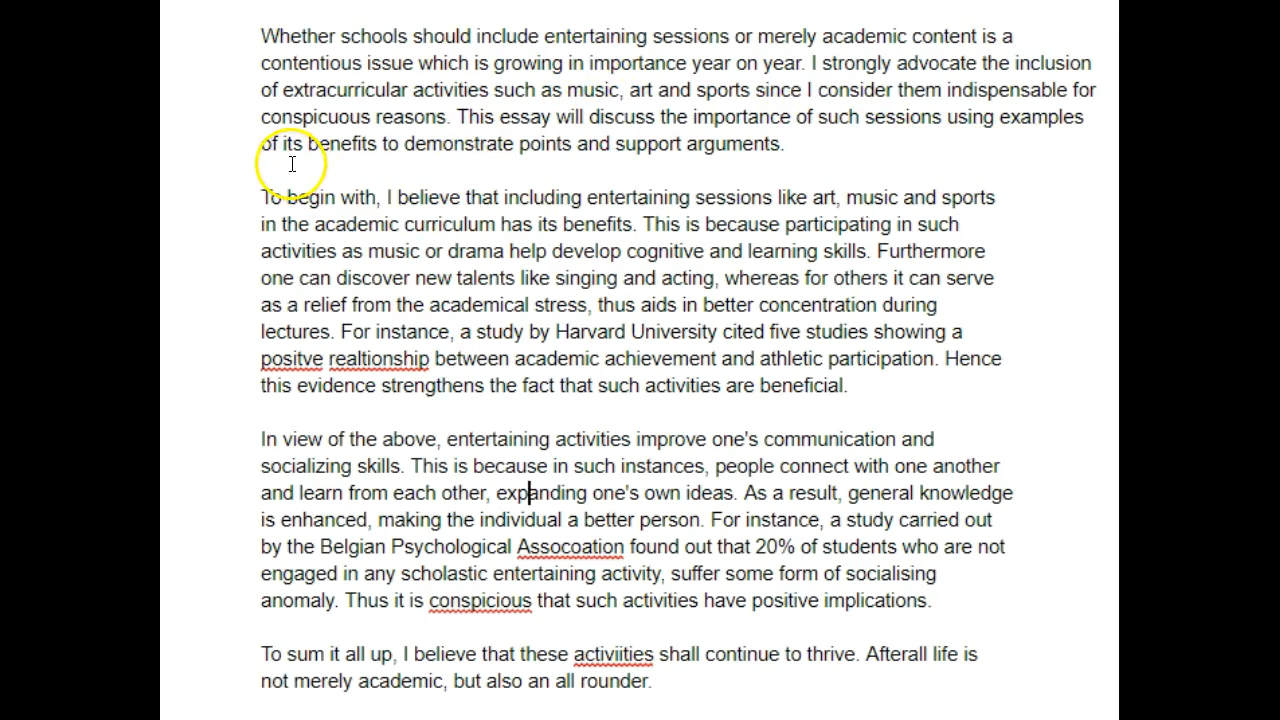 Whether schools should include entertaining sessions or merely academic content is a
contentious issue which is growing in importance year on year. I strongly advocate the inclusion
of extracurricular activities such as music, art and sports since I consider them indispensable for
conspicuous reasons. This essay will discuss the importance of such sessions using examples
of its benefits to demonstrate points and support arguments.
To begin with, I believe that including entertaining sessions like art, music and sports
in the academic curriculum has its benefits. This is because participating in such
activities as music or drama help develop cognitive and learning skills. Furthermore
one can discover new talents like singing and acting, whereas for others it can serve
as a relief from the academical stress, thus aids in better concentration during
lectures. For instance, a study by Harvard University cited five studies showing a
positve realtionship between academic achievement and athletic participation. Hence
this evidence strengthens the fact that such activities are beneficial.
In view of the above, entertaining activities improve one's communication and
socializing skills. This is because in such instances, people connect with one another
and learn from each other, expanding one's own ideas. As a result, general knowledge
is enhanced, making the individual a better person. For instance, a study carried out
by the Belgian Psychological Assocoation found out that 20% of students who are not
engaged in any scholastic entertaining activity, suffer some form of socialising
anomaly. Thus it is conspicious that such activities have positive implications.
To sum it all up, I believe that these activiities shall continue to thrive. Afterall life is
not merely academic, but also an all rounder.